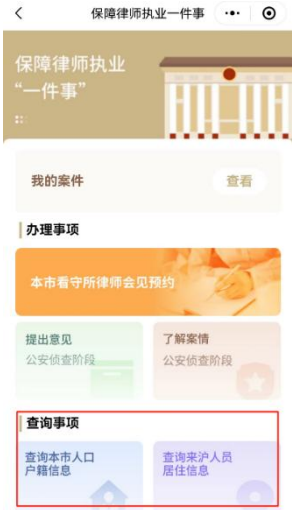 保障律师执业一件事
保障律师执业
“一件事”
我的案件 查看
办理事项
本市看守所律师会见预约
提出意见
公安侦查阶段
了解案情
公安侦查阶段
查询事项
查询本市人口
户籍信息
查询来沪人员
居住信息